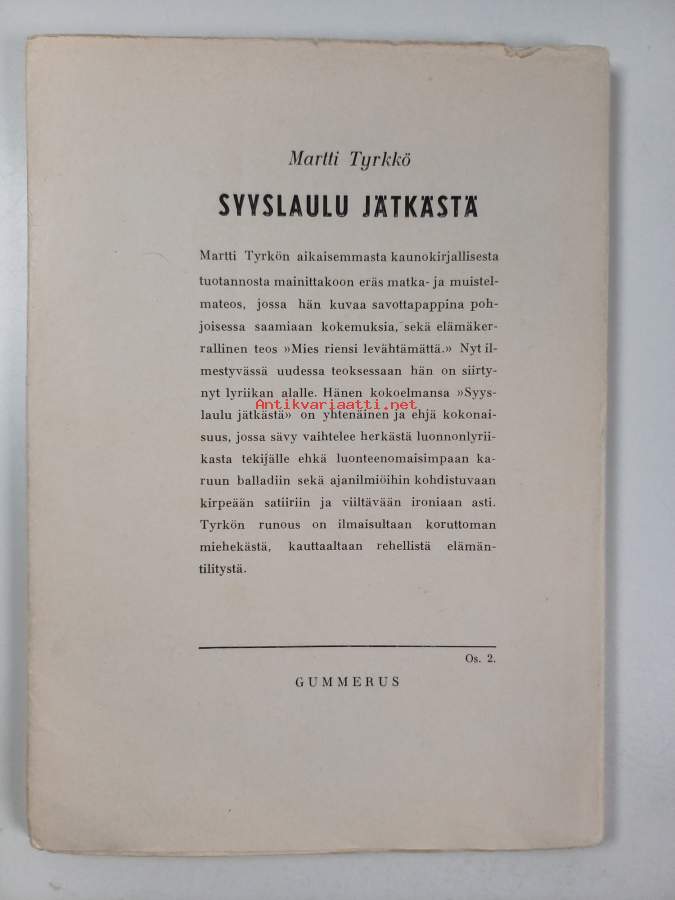 Martti Tyrkkö
SYYSLAULU JÄTKÄSTÄ
Martti Tyrkön aikaisemmasta kaunokirjallisesta
tuotannosta mainittakoon eräs matka- ja muistel-
mateos, jossa hän kuvaa savottapappina poh-
joisessa saamiaan kokemuksia, sekä elämäker-
rallinen teos »Mies riensi levähtämättä.» Nyt il-
mestyvässä uudessa teoksessaan hän on siirty-
nyt lyriikan alalle. Hänen kokoelmansa »Syys-
Antikvariaatti.net
laulu jätkästä» on yhtenäinen ja ehjä kokonai-
suus, jossa sävy vaihtelee herkästä luonnonlyrii-
kasta tekijälle ehkä luonteenomaisimpaan ka-
ruun balladiin sekä ajanilmiöihin kohdistuvaan
kirpeään satiiriin ja viiltävään ironiaan asti.
Tyrkön runous on ilmaisultaan koruttoman
miehekästä, kauttaaltaan rehellistä elämän-
tilitystä.
Os. 2.
GUMMERUS